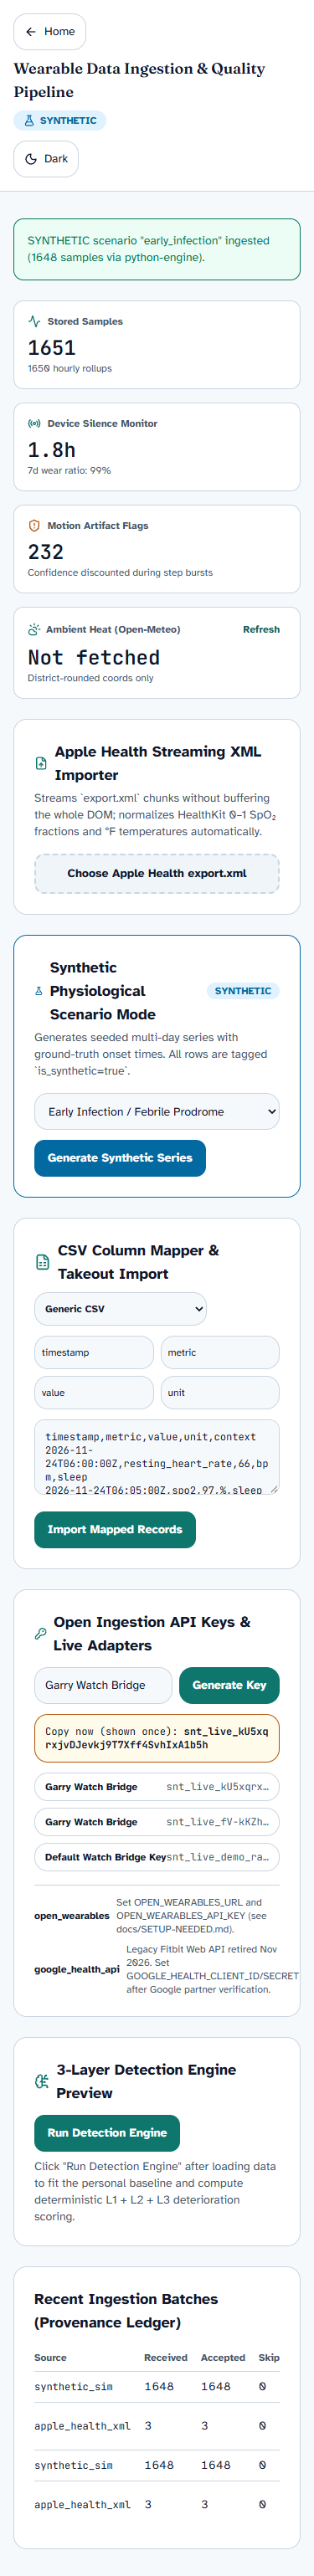 Home
Wearable Data Ingestion & Quality
Pipeline
SYNTHETIC
Dark
SYNTHETIC scenario "early_infection" ingested
(1648 samples via python-engine).
Stored Samples
1651
1650 hourly rollups
Device Silence Monitor
1.8h
7d wear ratio: 99%
Motion Artifact Flags
232
Confidence discounted during step bursts
Ambient Heat (Open-Meteo) Refresh
Not fetched
District-rounded coords only
Apple Health Streaming XML
Importer
Streams `export.xml` chunks without buffering
the whole DOM; normalizes HealthKit 0–1 SpO₂
fractions and °F temperatures automatically.
Choose Apple Health export.xml
Synthetic
Physiological
Scenario Mode
SYNTHETIC
Generates seeded multi-day series with
ground-truth onset times. All rows are tagged
`is_synthetic=true`.
Early Infection / Febrile Prodrome
Generate Synthetic Series
CSV Column Mapper &
Takeout Import
Generic CSV
timestamp metric
value unit
timestamp,metric,value,unit,context
2026-11-
24T06:00:00Z,resting_heart_rate,66,bp
m,sleep
2026-11-24T06:05:00Z,spo2,97,%,sleep
Import Mapped Records
Open Ingestion API Keys &
Live Adapters
Garry Watch Bridge Generate Key
Copy now (shown once): snt_live_kU5xq
rxjvDJevkj9T7Xff4SvhIxA1b5h
Garry Watch Bridge snt_live_kU5xqrx…
Garry Watch Bridge snt_live_fV-kKZh…
Default Watch Bridge Key snt_live_demo_ra…
open_wearables Set OPEN_WEARABLES_URL and
OPEN_WEARABLES_API_KEY (see
docs/SETUP-NEEDED.md).
Legacy Fitbit Web API retired Nov
2026. Set
google_health_api GOOGLE_HEALTH_CLIENT_ID/SECRET
after Google partner verification.
3-Layer Detection Engine
Preview
Run Detection Engine
Click "Run Detection Engine" after loading data
to fit the personal baseline and compute
deterministic L1 + L2 + L3 deterioration
scoring.
Recent Ingestion Batches
(Provenance Ledger)
Source Received Accepted Skip
synthetic_sim 1648 1648 0
apple_health_xml 3 3 0
synthetic_sim 1648 1648 0
apple_health_xml 3 3 0